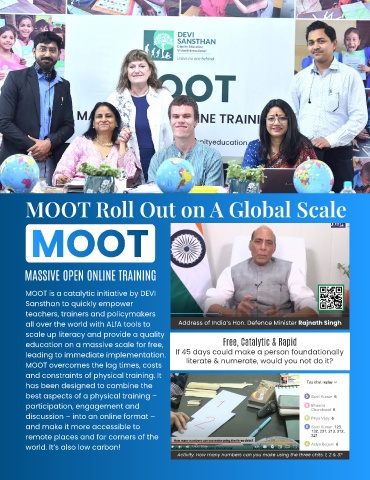 DEVI
SANSTHAN
MOOT
MOOT Roll Out on A Global Scale
MOOT
MASSIVE OPEN ONLINE TRAINING
MOOT is a catalytic initiative by DEVI
Sansthan to quickly empower
teachers, trainers and policymakers
all over the world with ALfA tools to
scale up literacy and provide a quality
education on a massive scale for free,
leading to immediate implementation.
MOOT overcomes the lag times, costs
and constraints of physical training. It
has been designed to combine the
best aspects of a physical training –
participation, engagement and
discussion – into an online format –
and make it more accessible to
remote places and for corners of the
world. It's also low carbon!
Address of India's Hon. Defence Minister Rajnath Singh
Free, Catalytic & Rapid
If 45 days could make a person foundationally
literate & numerate, would you not do it?
Activity: How many numbers can you make using the three digits 1, 2 & 3?